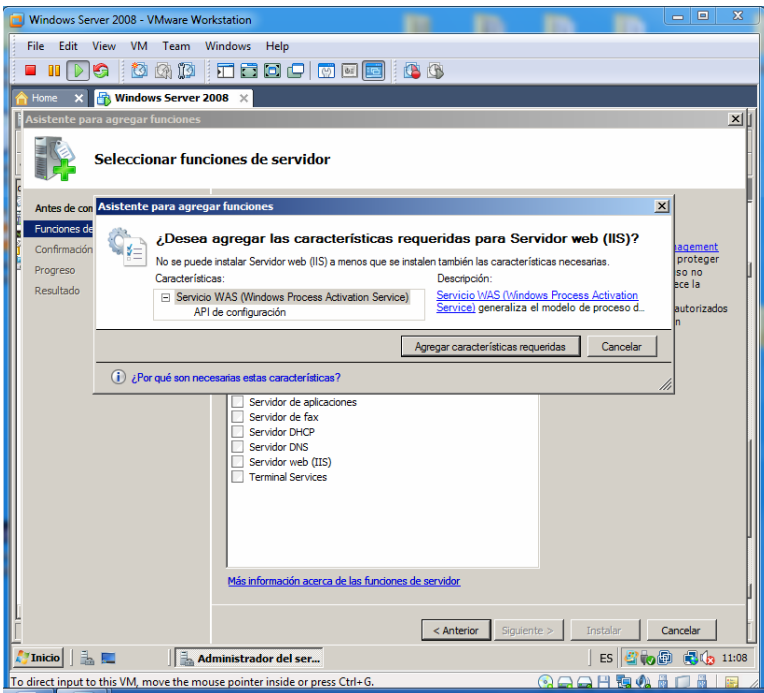 Windows Server 2008 - VMware Workstation
File Edit View VM Team Windows Help
Home
Windows Server 2008
Asistente para agregar funciones
Seleccionar funciones de servidor
Antes de
Funciones de
Confirmación
Progreso
Resultado
Asistente para agregar funciones
¿Desea agregar las características requeridas para Servidor web (IIS)?
No se puede instalar Servidor web (IIS) a menos que se instalen también las características necesarias.
Características:
Descripción:
Servicio WAS (Windows Process Activation Service)
API de configuración
Servicio WAS (Windows Process Activation
Service) generaliza el modelo de proceso d...
Agregar características requeridas
Cancelar
¿Por qué son necesarias estas características?
proteger
no
la
autorizados
Servidor de aplicaciones
Servidor de fax
Servidor DHCP
Servidor DNS
Servidor web (IIS)
Terminal Services
Más información acerca de las funciones de servidor
< Anterior
Siguiente >
Instalar
Cancelar
Inicio
Administrador del ser...
ES
11:08
To direct input to this VM, move the mouse pointer inside or press Ctrl+G.